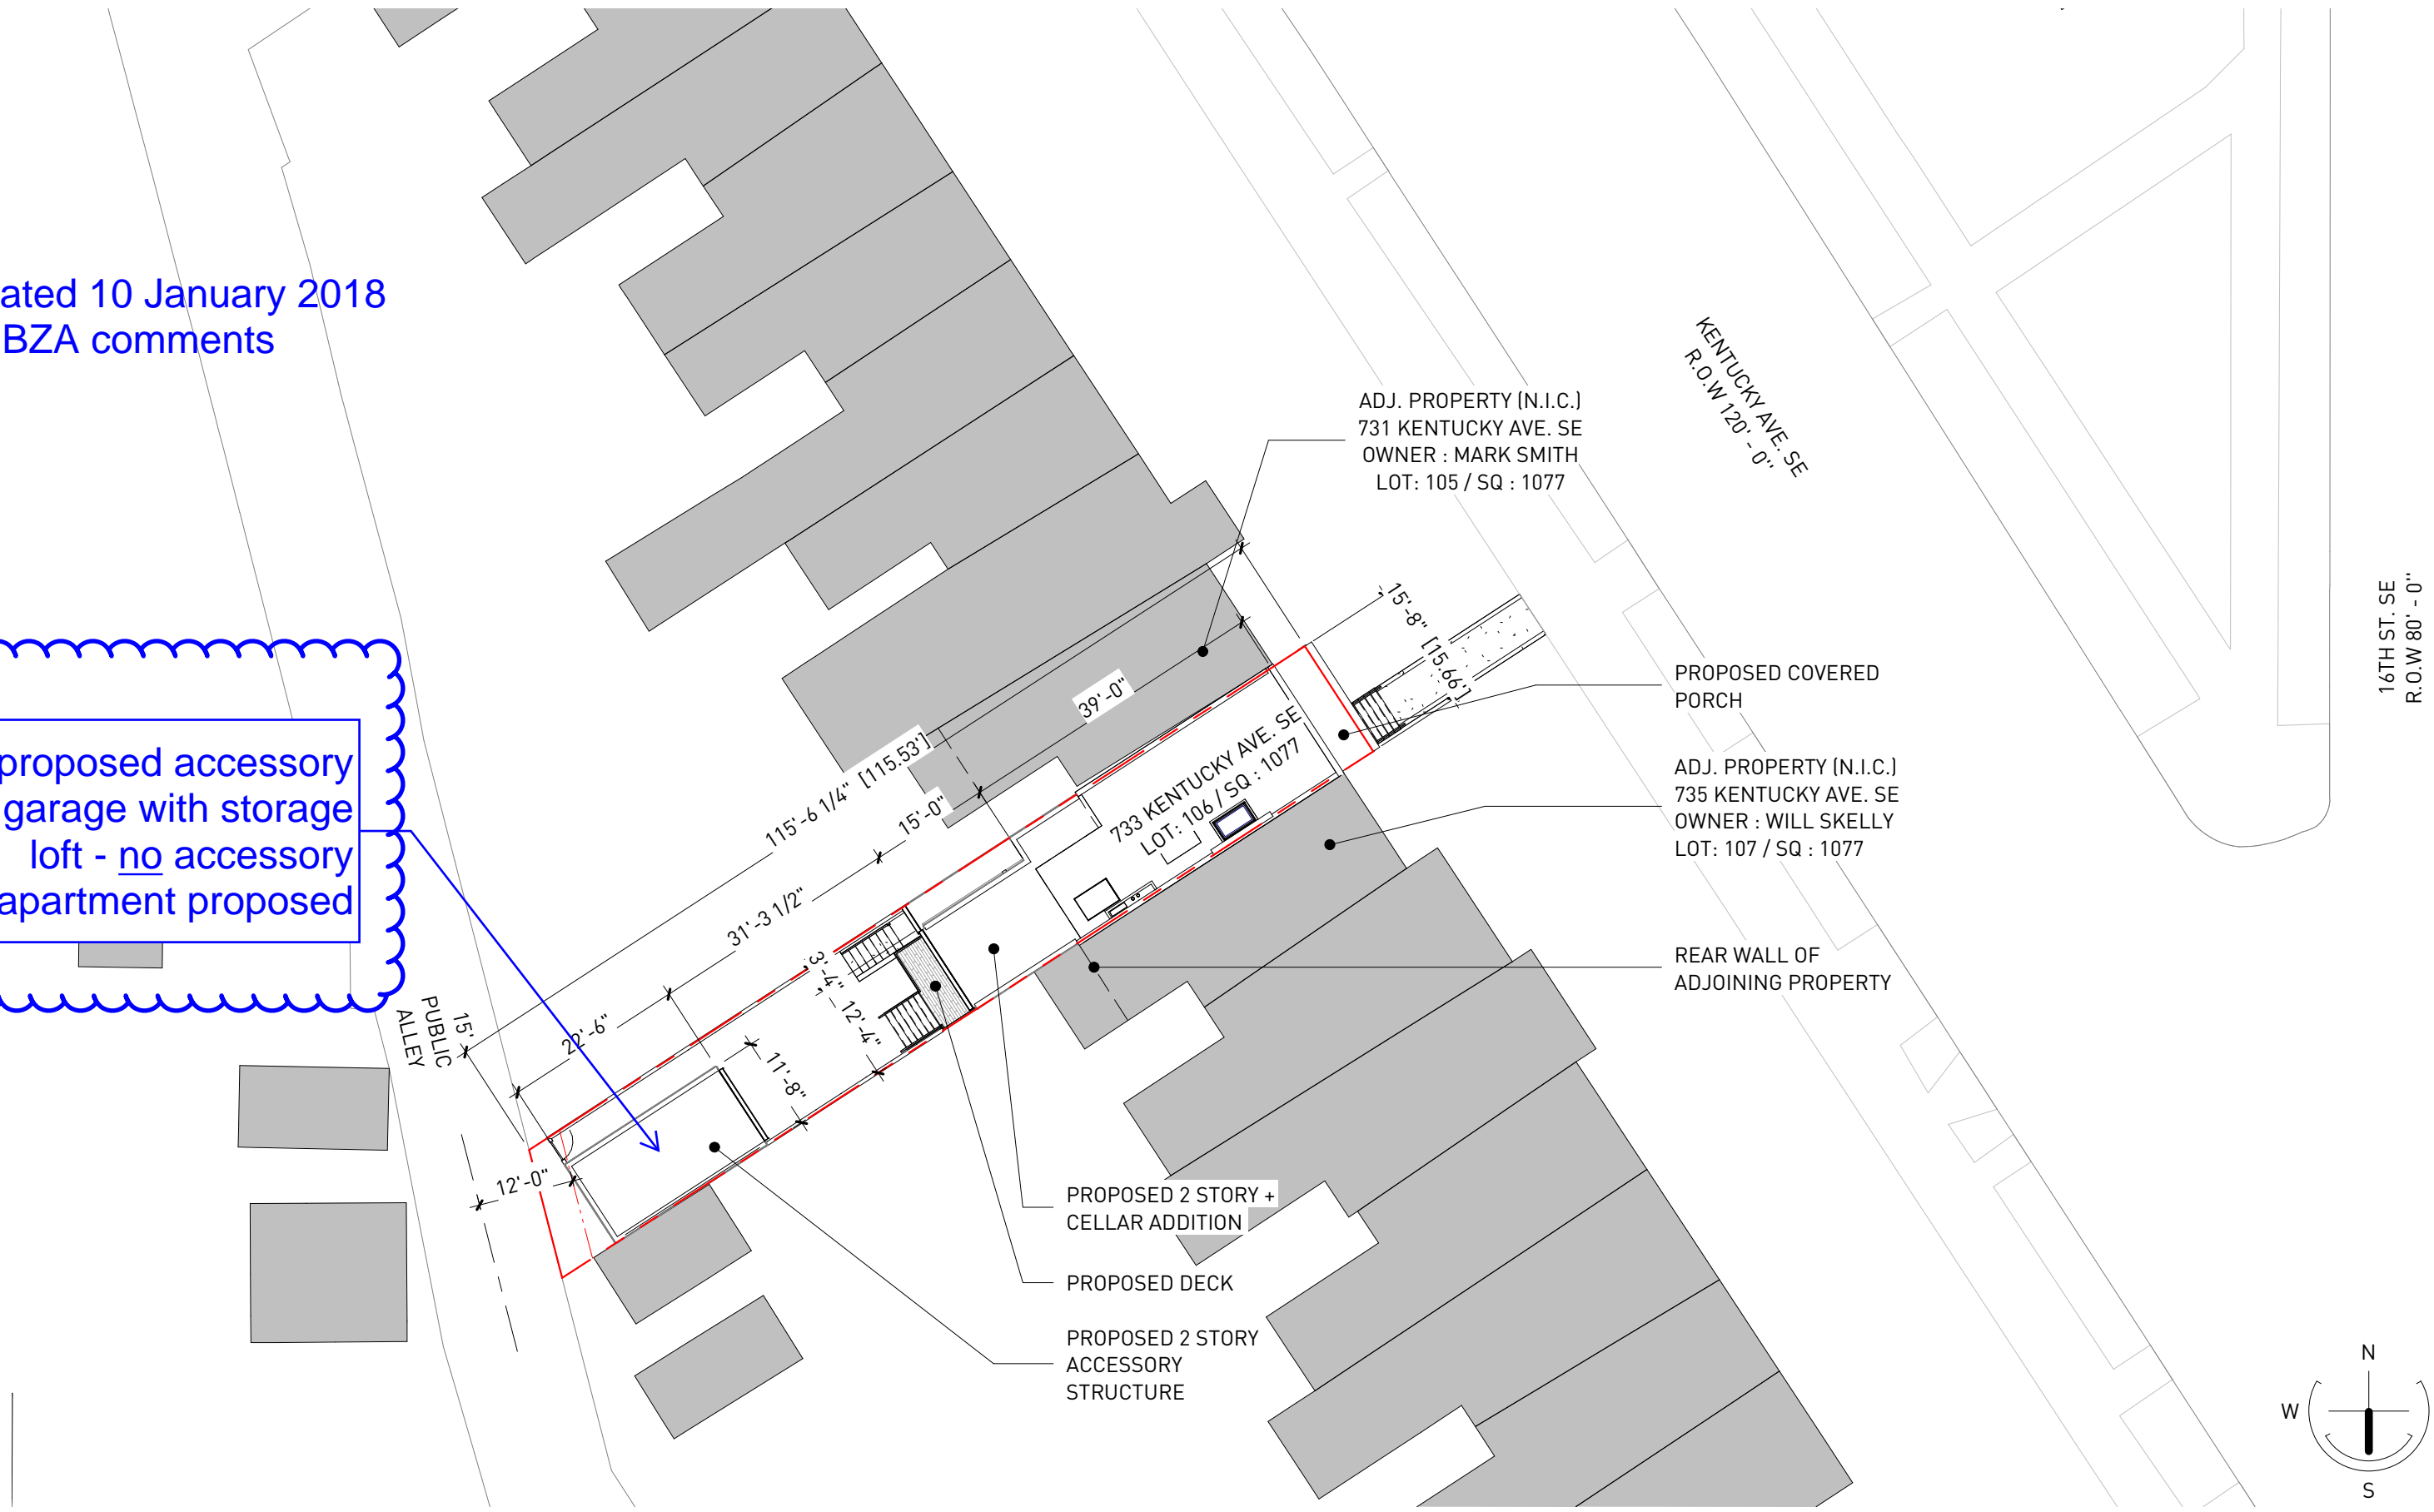 ated 10 January 2018
BZA comments
proposed accessory
garage with storage
loft - no accessory
apartment proposed
ADJ. PROPERTY (N.I.C.)
731 KENTUCKY AVE. SE
OWNER : MARK SMITH
LOT: 105 / SQ : 1077
KENTUCKY AVE. SE
R.O.W 120' - 0"
16TH ST. SE
R.O.W 80' - 0"
15'-8" [15.66']
PROPOSED COVERED
PORCH
39'-0"
733 KENTUCKY AVE. SE
LOT: 106 / SQ : 1077
115'-6 1/4" [115.53']
15'-0"
ADJ. PROPERTY (N.I.C.)
735 KENTUCKY AVE. SE
OWNER : WILL SKELLY
LOT: 107 / SQ : 1077
31'-3 1/2"
REAR WALL OF
ADJOINING PROPERTY
3'-4"
12'-4"
22'-6"
11'-8"
15'
PUBLIC
ALLEY
12'-0"
PROPOSED 2 STORY +
CELLAR ADDITION
PROPOSED DECK
PROPOSED 2 STORY
ACCESSORY
STRUCTURE
N
W
S